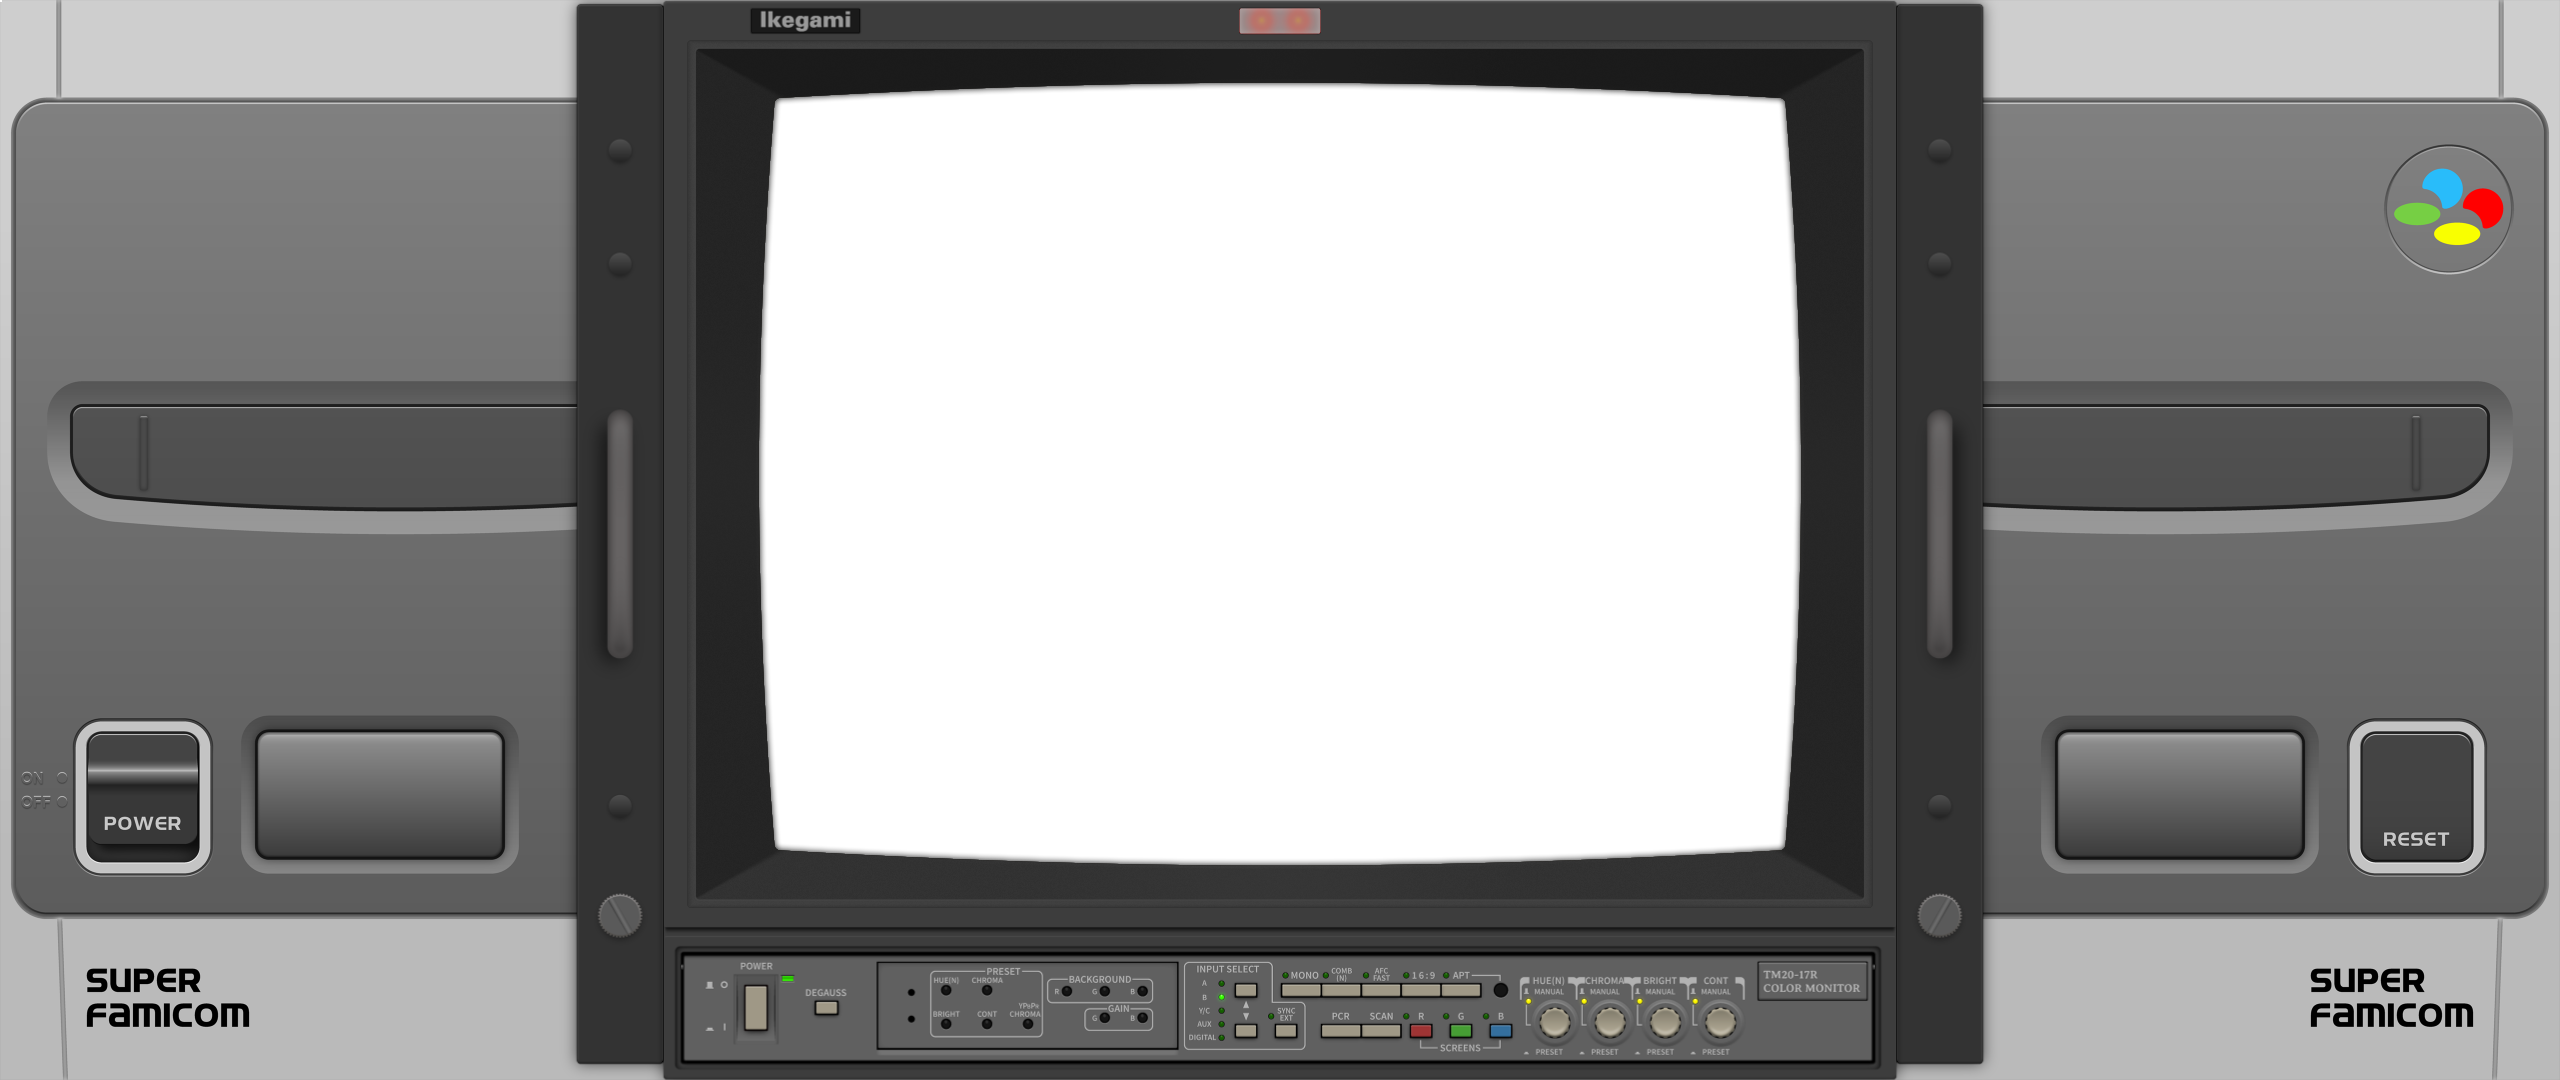 Ikegami
ON
OFF
POWER
RESET
SUPER
FAMICOM
SUPER
FAMICOM
POWER
DEGAUSS
PRESET
HUE(N) CHROMA
BRIGHT CONT YPbPr CHROMA
BACKGROUND
R G B
GAIN
G B
INPUT SELECT
A
B
Y/C
AUX
DIGITAL
SYNC
EXT
MONO COMB (N) AFC FAST 16:9 APT
PCR SCAN R G B
SCREENS
HUE(N) CHROMA BRIGHT CONT
MANUAL MANUAL MANUAL MANUAL
PRESET PRESET PRESET PRESET
TM20-17R
COLOR MONITOR